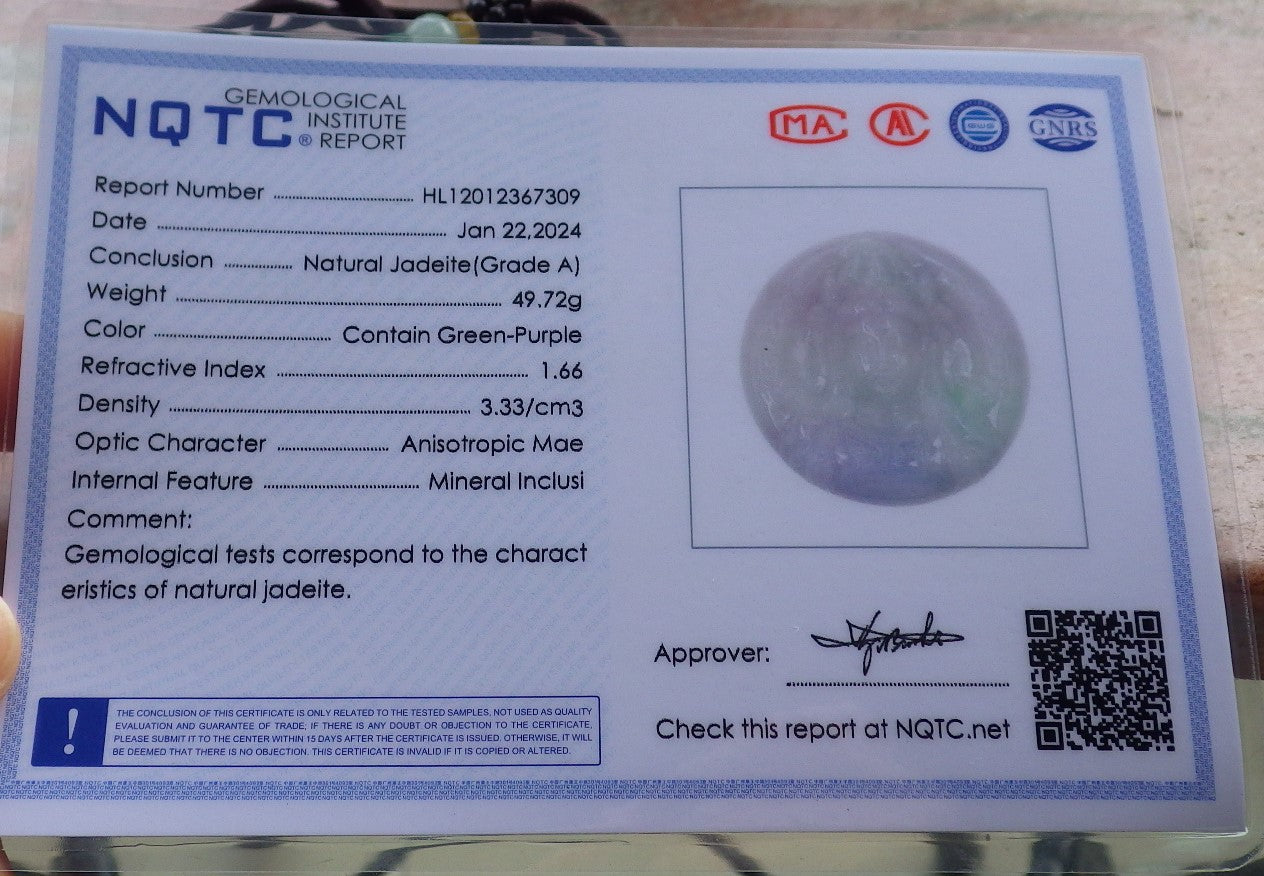 NQTC ® GEMOLOGICAL INSTITUTE REPORT
MA
GNRS
Report Number HL12012367309
Date Jan 22,2024
Conclusion Natural Jadeite(Grade A)
Weight 49.72g
Color Contain Green-Purple
Refractive Index 1.66
Density 3.33/cm3
Optic Character Anisotropic Mae
Internal Feature Mineral Inclusi
Comment:
Gemological tests correspond to the charact
eristics of natural jadeite.
! THE CONCLUSION OF THIS CERTIFICATE IS ONLY RELATED TO THE TESTED SAMPLES, NOT USED AS QUALITY
EVALUATION AND GUARANTEE OF TRADE; IF THERE IS ANY DOUBT OR OBJECTION TO THE CERTIFICATE,
PLEASE SUBMIT IT TO THE CENTER WITHIN 15 DAYS AFTER THE CERTIFICATE IS ISSUED. OTHERWISE, IT WILL
BE DEEMED THAT THERE IS NO OBJECTION. THIS CERTIFICATE IS INVALID IF IT IS COPIED OR ALTERED.
Approver:
Check this report at NQTC.net